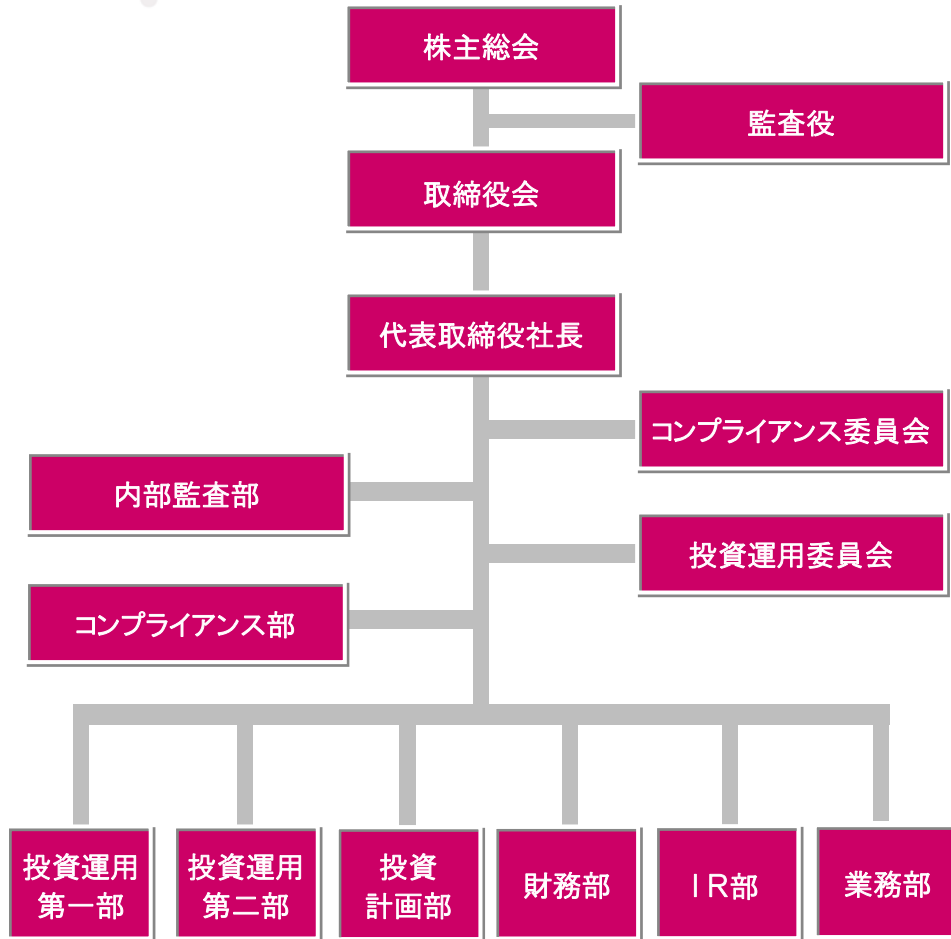 株主総会
監査役
取締役会
代表取締役社長
コンプライアンス委員会
内部監査部
投資運用委員会
コンプライアンス部
投資運用
第一部
投資運用
第二部
投資
計画部
財務部
IR部
業務部